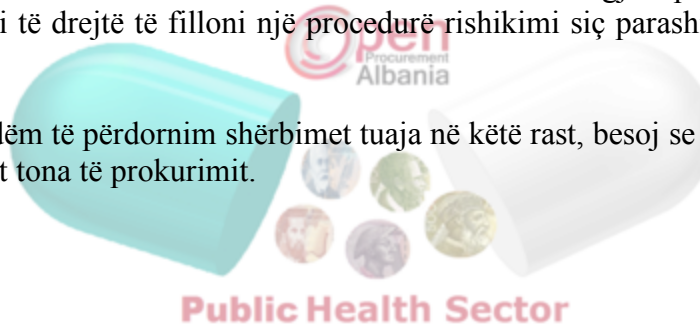 i të drejtë të filloni një procedurë rishikimi siç parash
Open
Procurement
Albania
dëm të përdornim shërbimet tuaja në këtë rast, besoj se
t tona të prokurimit.
Public Health Sector